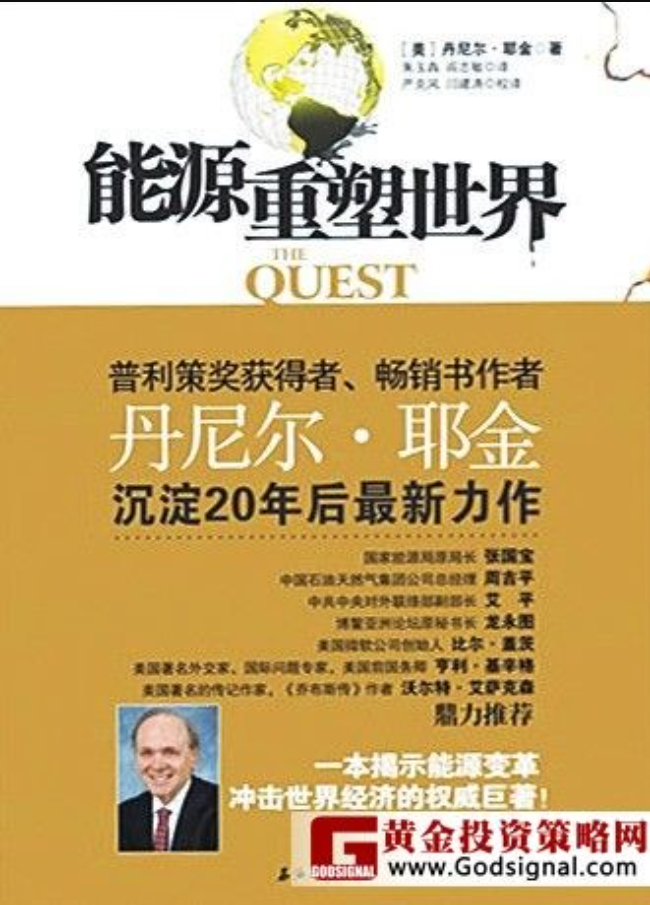 [美]丹尼尔·耶金◎著
朱玉犇 阎志敏◎译
严克风 闫建涛◎校译
能源重塑世界
THE
QUEST
普利策奖获得者、畅销书作者
丹尼尔·耶金
沉淀20年后最新力作
国家能源局原局长 张国宝
中国石油天然气集团公司总经理 周吉平
中共中央对外联络部副部长 艾 平
博鳌亚洲论坛原秘书长 龙永图
美国微软公司创始人 比尔·盖茨
美国著名外交家、国际问题专家、美国前国务卿 亨利·基辛格
美国著名的传记作家、《乔布斯传》作者 沃尔特·艾萨克森
鼎力推荐
一本揭示能源变革
冲击世界经济的权威巨著!
G
GODSIGNAL
黄金投资策略网
www.Godsignal.com